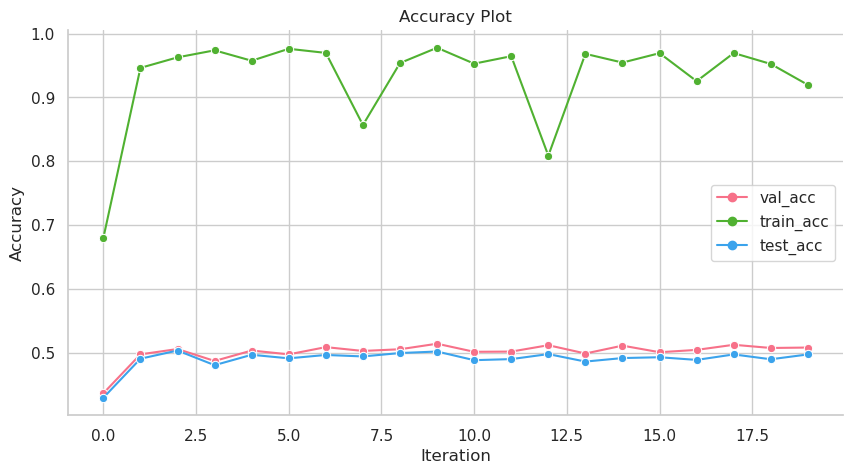 Accuracy Plot
1.0
0.9
0.8
0.7
0.6
0.5
Accuracy
val_acc
train_acc
test_acc
0.0 2.5 5.0 7.5 10.0 12.5 15.0 17.5
Iteration